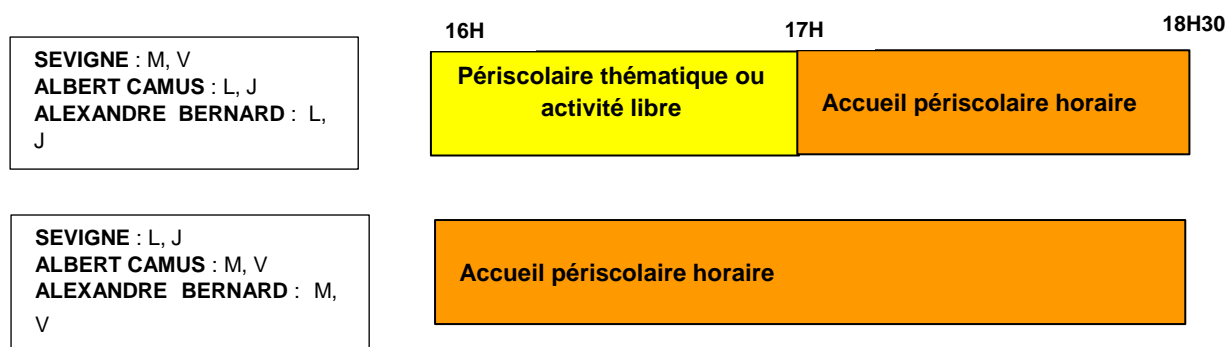 16H 17H 18H30
SEVIGNE : M, V
ALBERT CAMUS : L, J
ALEXANDRE BERNARD : L,
J
Périscolaire thématique ou
activité libre
Accueil périscolaire horaire
SEVIGNE : L, J
ALBERT CAMUS : M, V
ALEXANDRE BERNARD : M,
V
Accueil périscolaire horaire